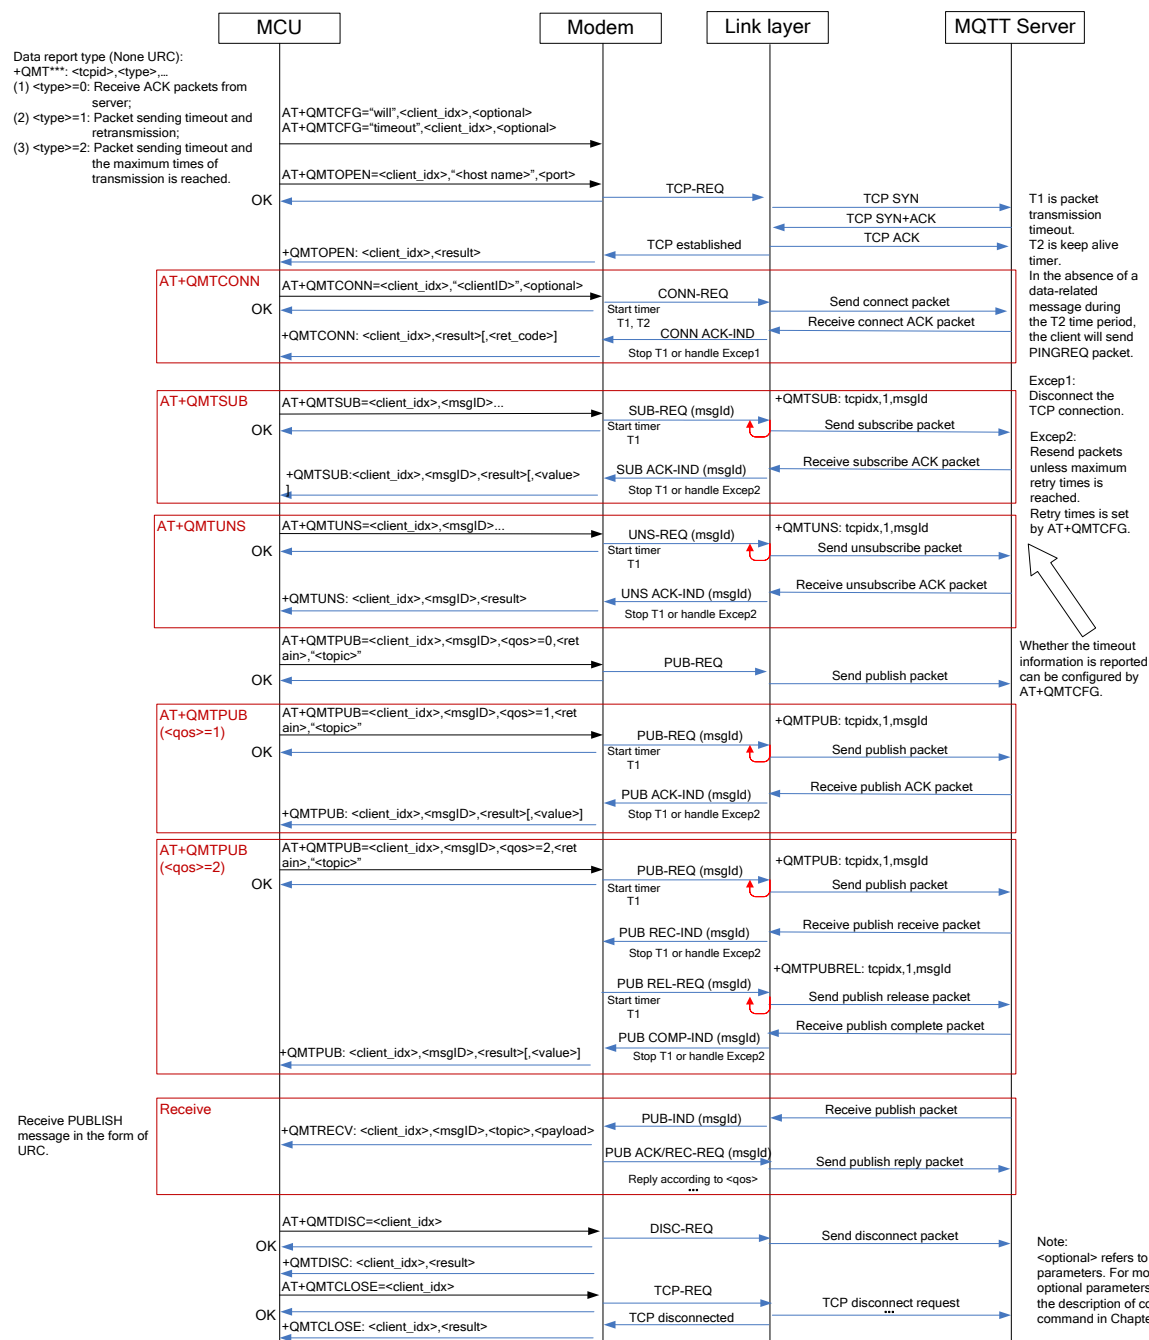 MCU
Modem
Link layer
MQTT Server
Data report type (None URC):
+QMT***: <tcpid>,<type>,...
(1) <type>=0: Receive ACK packets from
server;
(2) <type>=1: Packet sending timeout and
retransmission;
(3) <type>=2: Packet sending timeout and
the maximum times of
transmission is reached.
AT+QMTCFG=“will”,<client_idx>,<optional>
AT+QMTCFG=“timeout”,<client_idx>,<optional>
AT+QMTOPEN=<client_idx>,“<host name>”,<port>
OK
TCP-REQ
TCP SYN
TCP SYN+ACK
TCP established
TCP ACK
+QMTOPEN: <client_idx>,<result>
T1 is packet
transmission
timeout.
T2 is keep alive
timer.
In the absence of a
data-related
message during
the T2 time period,
the client will send
PINGREQ packet.
AT+QMTCONN
AT+QMTCONN=<client_idx>,“<clientID>”,<optional>
OK
CONN-REQ
Start timer
T1, T2
Send connect packet
Receive connect ACK packet
CONN ACK-IND
+QMTCONN: <client_idx>,<result>[,<ret_code>]
Stop T1 or handle Excep1
Excep1:
Disconnect the
TCP connection.
Excep2:
Resend packets
unless maximum
retry times is
reached.
Retry times is set
by AT+QMTCFG.
AT+QMTSUB
AT+QMTSUB=<client_idx>,<msgID>...
OK
SUB-REQ (msgId)
Start timer
T1
+QMTSUB: tcpidx,1,msgId
Send subscribe packet
Receive subscribe ACK packet
SUB ACK-IND (msgId)
+QMTSUB:<client_idx>,<msgID>,<result>[,<value>
]
Stop T1 or handle Excep2
AT+QMTUNS
AT+QMTUNS=<client_idx>,<msgID>...
OK
UNS-REQ (msgId)
Start timer
T1
+QMTUNS: tcpidx,1,msgId
Send unsubscribe packet
Receive unsubscribe ACK packet
UNS ACK-IND (msgId)
+QMTUNS: <client_idx>,<msgID>,<result>
Stop T1 or handle Excep2
Whether the timeout
information is reported
can be configured by
AT+QMTCFG.
AT+QMTPUB=<client_idx>,<msgID>,<qos>=0,<ret
ain>,“<topic>”
OK
PUB-REQ
Send publish packet
AT+QMTPUB
(<qos>=1)
AT+QMTPUB=<client_idx>,<msgID>,<qos>=1,<ret
ain>,“<topic>”
OK
PUB-REQ (msgId)
Start timer
T1
+QMTPUB: tcpidx,1,msgId
Send publish packet
Receive publish ACK packet
PUB ACK-IND (msgId)
+QMTPUB: <client_idx>,<msgID>,<result>[,<value>]
Stop T1 or handle Excep2
AT+QMTPUB
(<qos>=2)
AT+QMTPUB=<client_idx>,<msgID>,<qos>=2,<ret
ain>,“<topic>”
OK
PUB-REQ (msgId)
Start timer
T1
+QMTPUB: tcpidx,1,msgId
Send publish packet
Receive publish receive packet
PUB REC-IND (msgId)
Stop T1 or handle Excep2
+QMTPUBREL: tcpidx,1,msgId
PUB REL-REQ (msgId)
Start timer
T1
Send publish release packet
Receive publish complete packet
PUB COMP-IND (msgId)
+QMTPUB: <client_idx>,<msgID>,<result>[,<value>]
Stop T1 or handle Excep2
Receive PUBLISH
message in the form of
URC.
Receive
Receive publish packet
PUB-IND (msgId)
+QMTRECV: <client_idx>,<msgID>,<topic>,<payload>
PUB ACK/REC-REQ (msgId)
Send publish reply packet
Reply according to <qos>
...
AT+QMTDISC=<client_idx>
OK
DISC-REQ
Send disconnect packet
+QMTDISC: <client_idx>,<result>
AT+QMTCLOSE=<client_idx>
OK
TCP-REQ
TCP disconnect request
...
TCP disconnected
+QMTCLOSE: <client_idx>,<result>
Note:
<optional> refers to
parameters. For mo
optional parameters
the description of co
command in Chapte